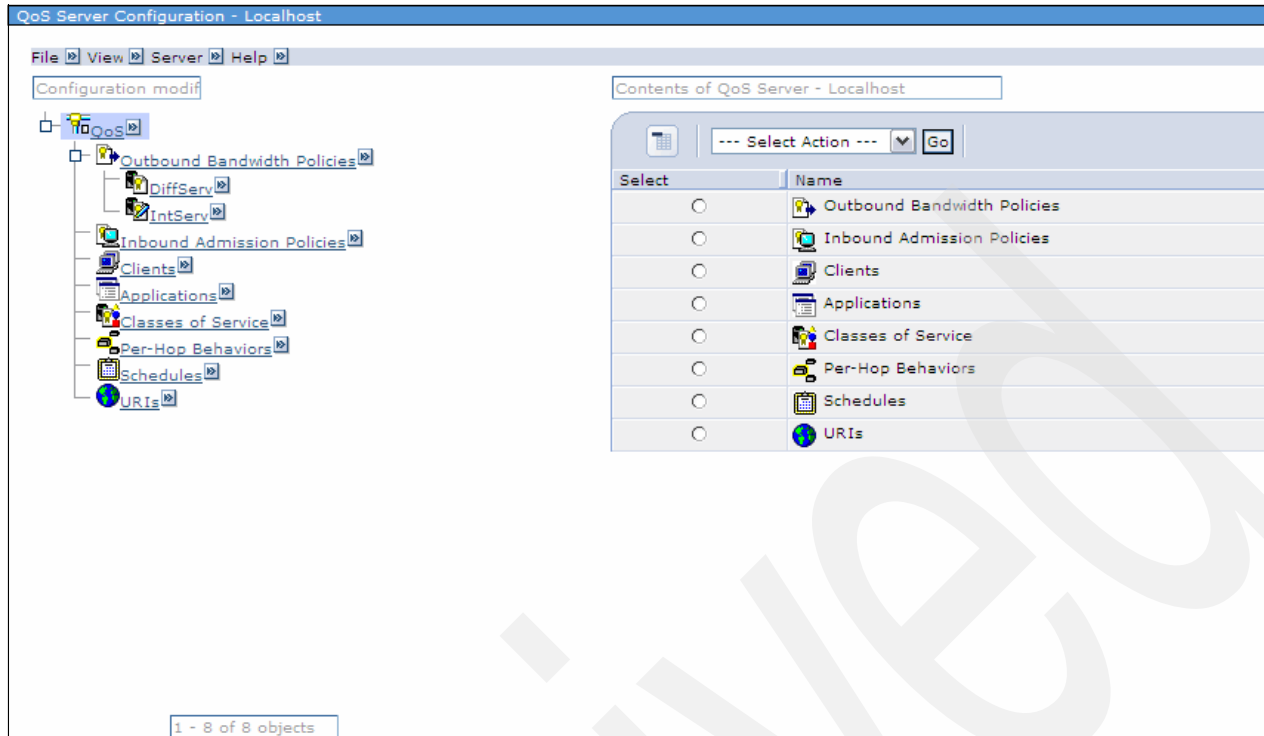 QoS Server Configuration - Localhost
File View Server Help
Configuration modif
Contents of QoS Server - Localhost
QoS
Outbound Bandwidth Policies
DiffServ
IntServ
Inbound Admission Policies
Clients
Applications
Classes of Service
Per-Hop Behaviors
Schedules
URIs
--- Select Action --- Go
Select Name
Outbound Bandwidth Policies
Inbound Admission Policies
Clients
Applications
Classes of Service
Per-Hop Behaviors
Schedules
URIs
1 - 8 of 8 objects
ived